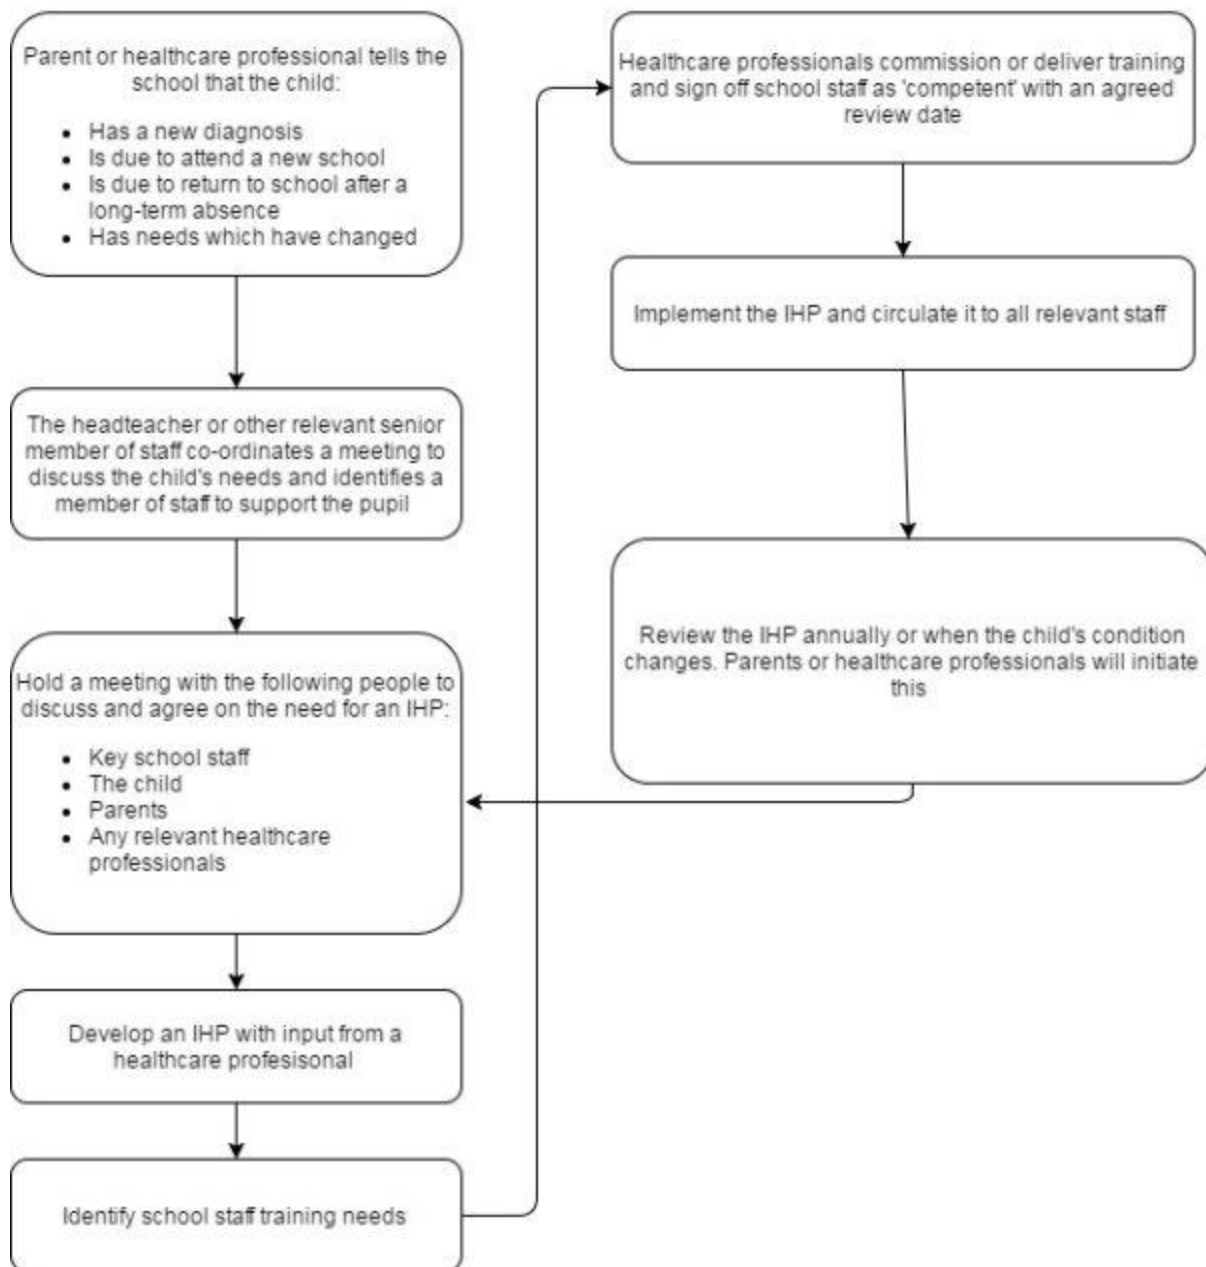 Parent or healthcare professional tells the
school that the child:
• Has a new diagnosis
• Is due to attend a new school
• Is due to return to school after a
long-term absence
• Has needs which have changed
The headteacher or other relevant senior
member of staff co-ordinates a meeting to
discuss the child's needs and identifies a
member of staff to support the pupil
Hold a meeting with the following people to
discuss and agree on the need for an IHP:
• Key school staff
• The child
• Parents
• Any relevant healthcare
professionals
Develop an IHP with input from a
healthcare profesisonal
Identify school staff training needs
Healthcare professionals commission or deliver training
and sign off school staff as 'competent' with an agreed
review date
Implement the IHP and circulate it to all relevant staff
Review the IHP annually or when the child's condition
changes. Parents or healthcare professionals will initiate
this